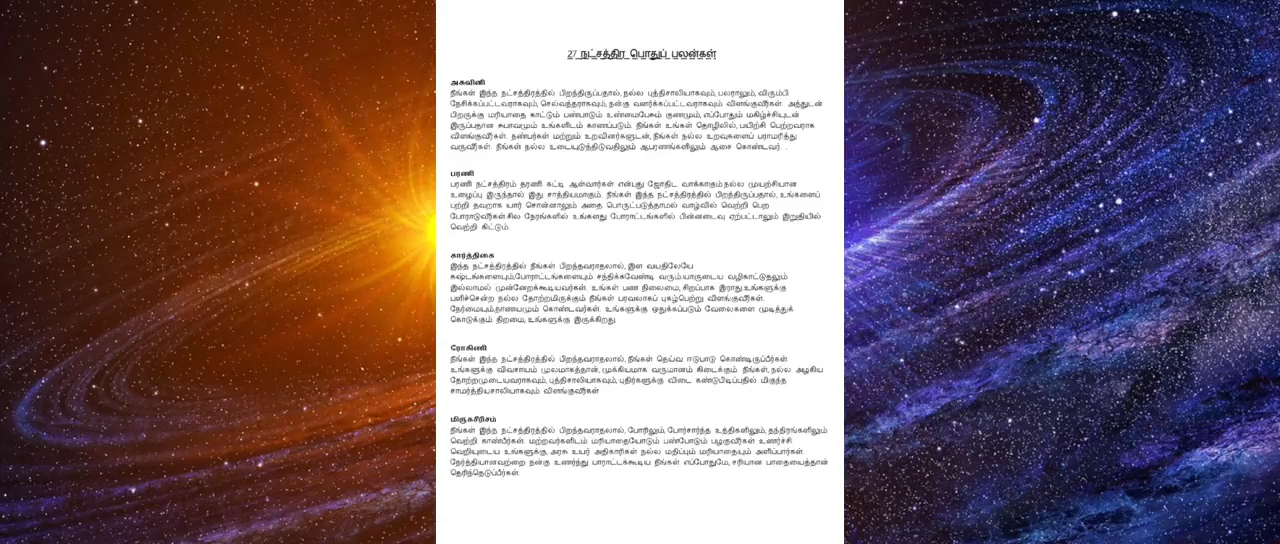 27 நட்சத்திர பொதுப் பலன்கள்
அசுவினி
நீங்கள் இந்த நட்சத்திரத்தில் பிறந்திருப்பதால், நல்ல புத்திசாலியாகவும், பலராலும், விரும்பி
நேசிக்கப்பட்டவராகவும், செல்வந்தராகவும், நன்கு வளர்க்கப்பட்டவராகவும் விளங்குவீர்கள். அத்துடன்
பிறருக்கு மரியாதை காட்டும் பண்பாடும் உண்மைபேசும் குணமும், எப்போதும் மகிழ்ச்சியுடன்
இருப்பதான சுபாவமும் உங்களிடம் காணப்படும். நீங்கள் உங்கள் தொழிலில், பயிற்சி பெற்றவராக
விளங்குவீர்கள். நண்பர்கள் மற்றும் உறவினர்களுடன், நீங்கள் நல்ல உறவுகளைப் பராமரித்து
வருவீர்கள். நீங்கள் நல்ல உடையுடுத்திடுவதிலும் ஆபரணங்களிலும் ஆசை கொண்டவர். .
பரணி
பரணி நட்சத்திரம் தரணி கட்டி ஆள்வார்கள் என்பது ஜோதிட வாக்காகும்.நல்ல முயற்சியான
உழைப்பு இருந்தால் இது சாத்தியமாகும். நீங்கள் இந்த நட்சத்திரத்தில் பிறந்திருப்பதால், உங்களைப்
பற்றி தவறாக யார் சொன்னாலும் அதை பொருட்படுத்தாமல் வாழ்வில் வெற்றி பெற
போராடுவீர்கள்.சில நேரங்களில் உங்களது போராட்டங்களில் பின்னடைவு ஏற்பட்டாலும் இறுதியில்
வெற்றி கிட்டும்.
கார்த்திகை
இந்த நட்சத்திரத்தில் நீங்கள் பிறந்தவராதலால், இள வயதிலேயே
கஷ்டங்களையும்,போராட்டங்களையும் சந்திக்கவேண்டி வரும்.யாருடைய வழிகாட்டுதலும்
இல்லாமல் முன்னேறக்கூடியவர்கள். உங்கள் பண நிலைமை, சிறப்பாக இராது.உங்களுக்கு
பளிச்சென்ற நல்ல தோற்றமிருக்கும் நீங்கள் பரவலாகப் புகழ்பெற்று விளங்குவீர்கள்.
நேர்மையும்,நாணயமும் கொண்டவர்கள். உங்களுக்கு ஒதுக்கப்படும் வேலைகளை முடித்துக்
கொடுக்கும் திறமை, உங்களுக்கு இருக்கிறது.
ரோகிணி
நீங்கள் இந்த நட்சத்திரத்தில் பிறந்தவராதலால், நீங்கள் தெய்வ ஈடுபாடு கொண்டிருப்பீர்கள்.
உங்களுக்கு விவசாயம் மூலமாகத்தான், முக்கியமாக வருமானம் கிடைக்கும். நீங்கள், நல்ல அழகிய
தோற்றமுடையவராகவும், புத்திசாலியாகவும், புதிர்களுக்கு விடை கண்டுபிடிப்பதில் மிகுந்த
சாமர்த்தியசாலியாகவும் விளங்குவீர்கள்
மிருகசீரிசம்
நீங்கள் இந்த நட்சத்திரத்தில் பிறந்தவராதலால், போரிலும், போர்சார்ந்த உத்திகளிலும், தந்திரங்களிலும்
வெற்றி காண்பீர்கள். மற்றவர்களிடம் மரியாதையோடும் பண்போடும் பழகுவீர்கள் உணர்ச்சி
வெறியுடைய உங்களுக்கு, அரசு உயர் அதிகாரிகள் நல்ல மதிப்பும் மரியாதையும் அளிப்பார்கள்.
நேர்த்தியானவற்றை நன்கு உணர்ந்து பாராட்டக்கூடிய நீங்கள் எப்போதுமே, சரியான பாதையைத்தான்
தெரிந்தெடுப்பீர்கள்.